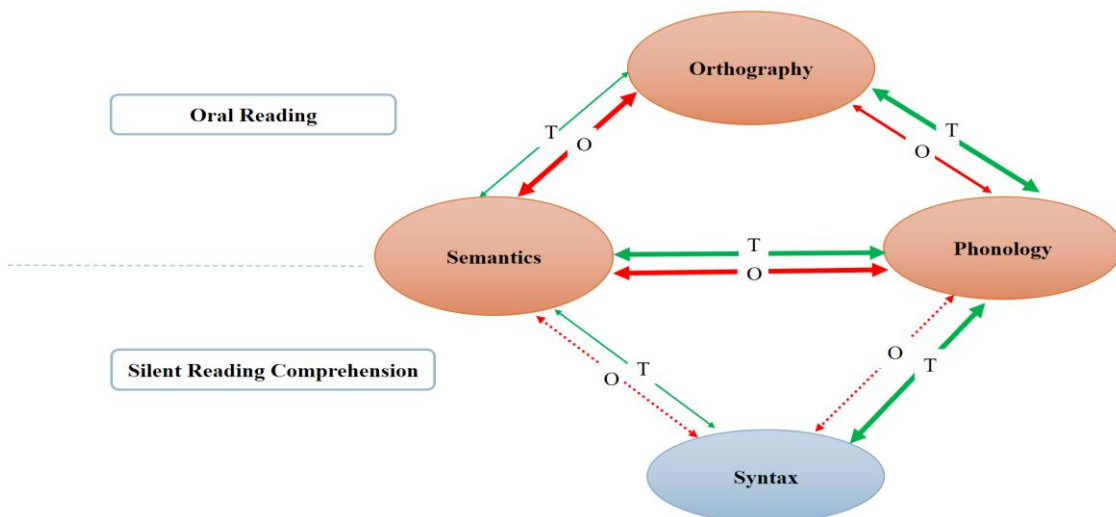 Orthography
Oral Reading
T
O
T
O
Semantics
T
O
Phonology
Silent Reading Comprehension
T
O
O
T
Syntax